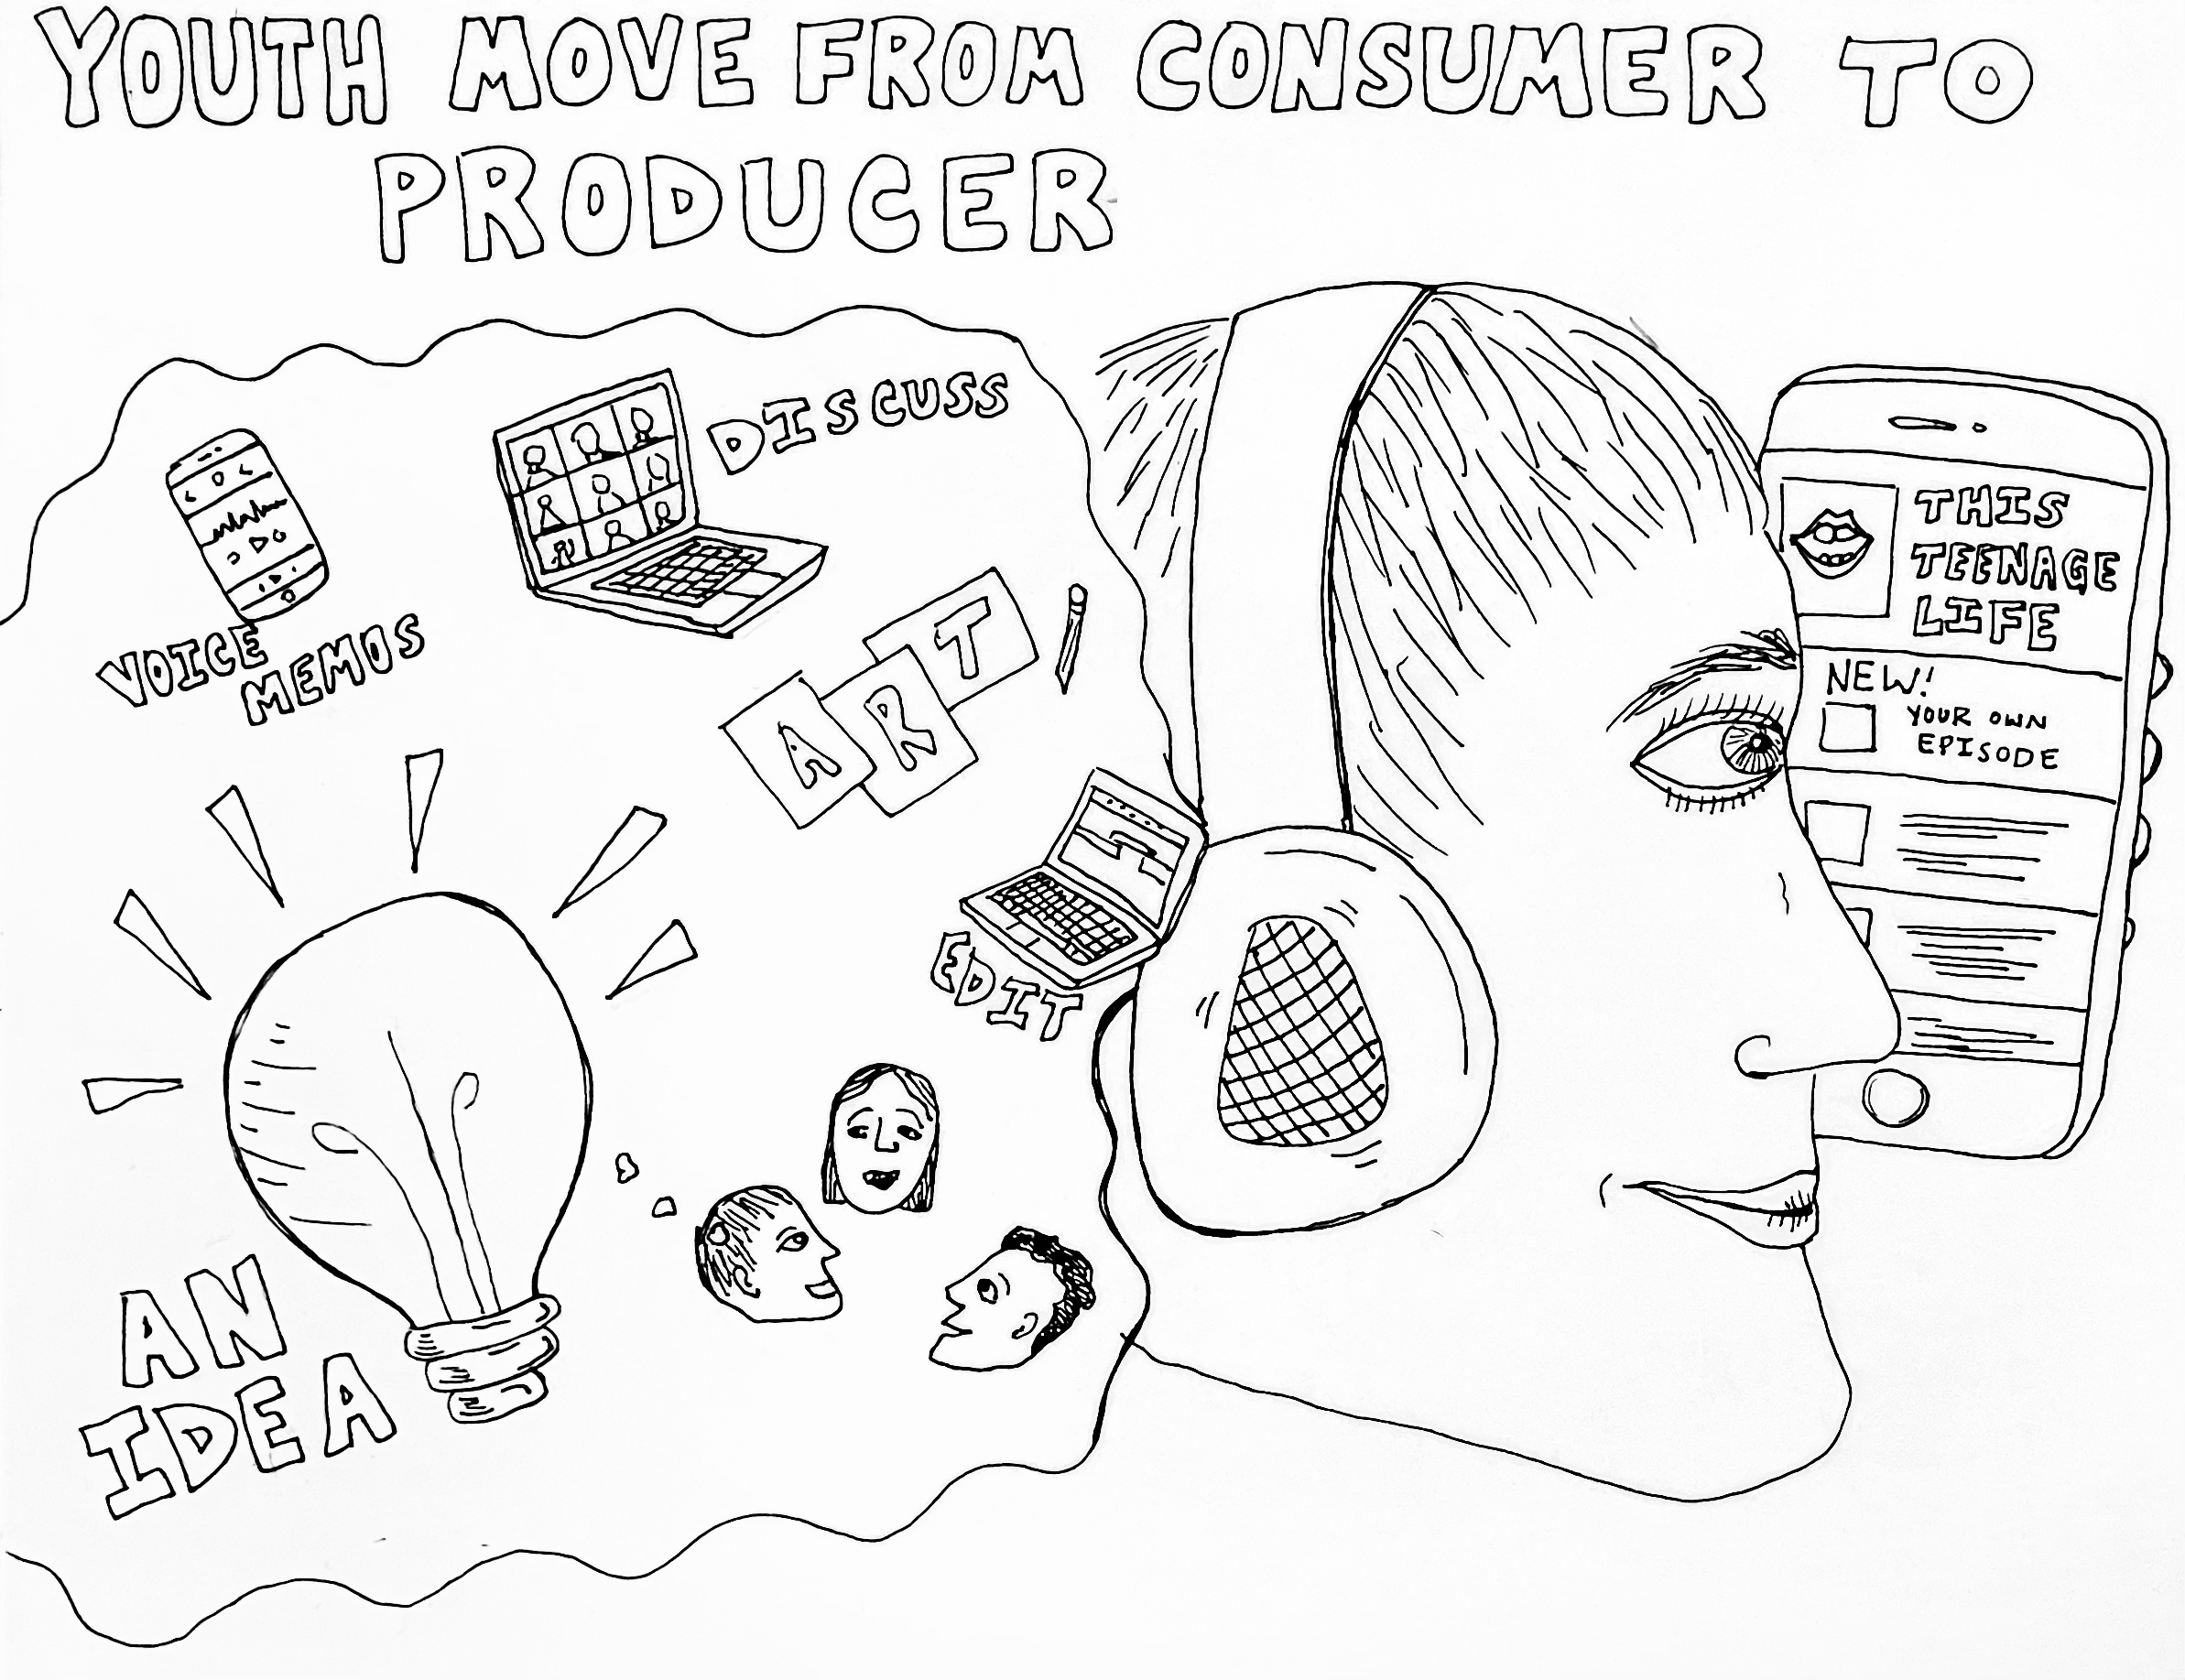 YOUTH MOVE FROM CONSUMER TO
PRODUCER
DISCUSS
VOICE
MEMOS
ART
EDIT
AN
IDEA
THIS
TEENAGE
LIFE
NEW!
YOUR OWN
EPISODE